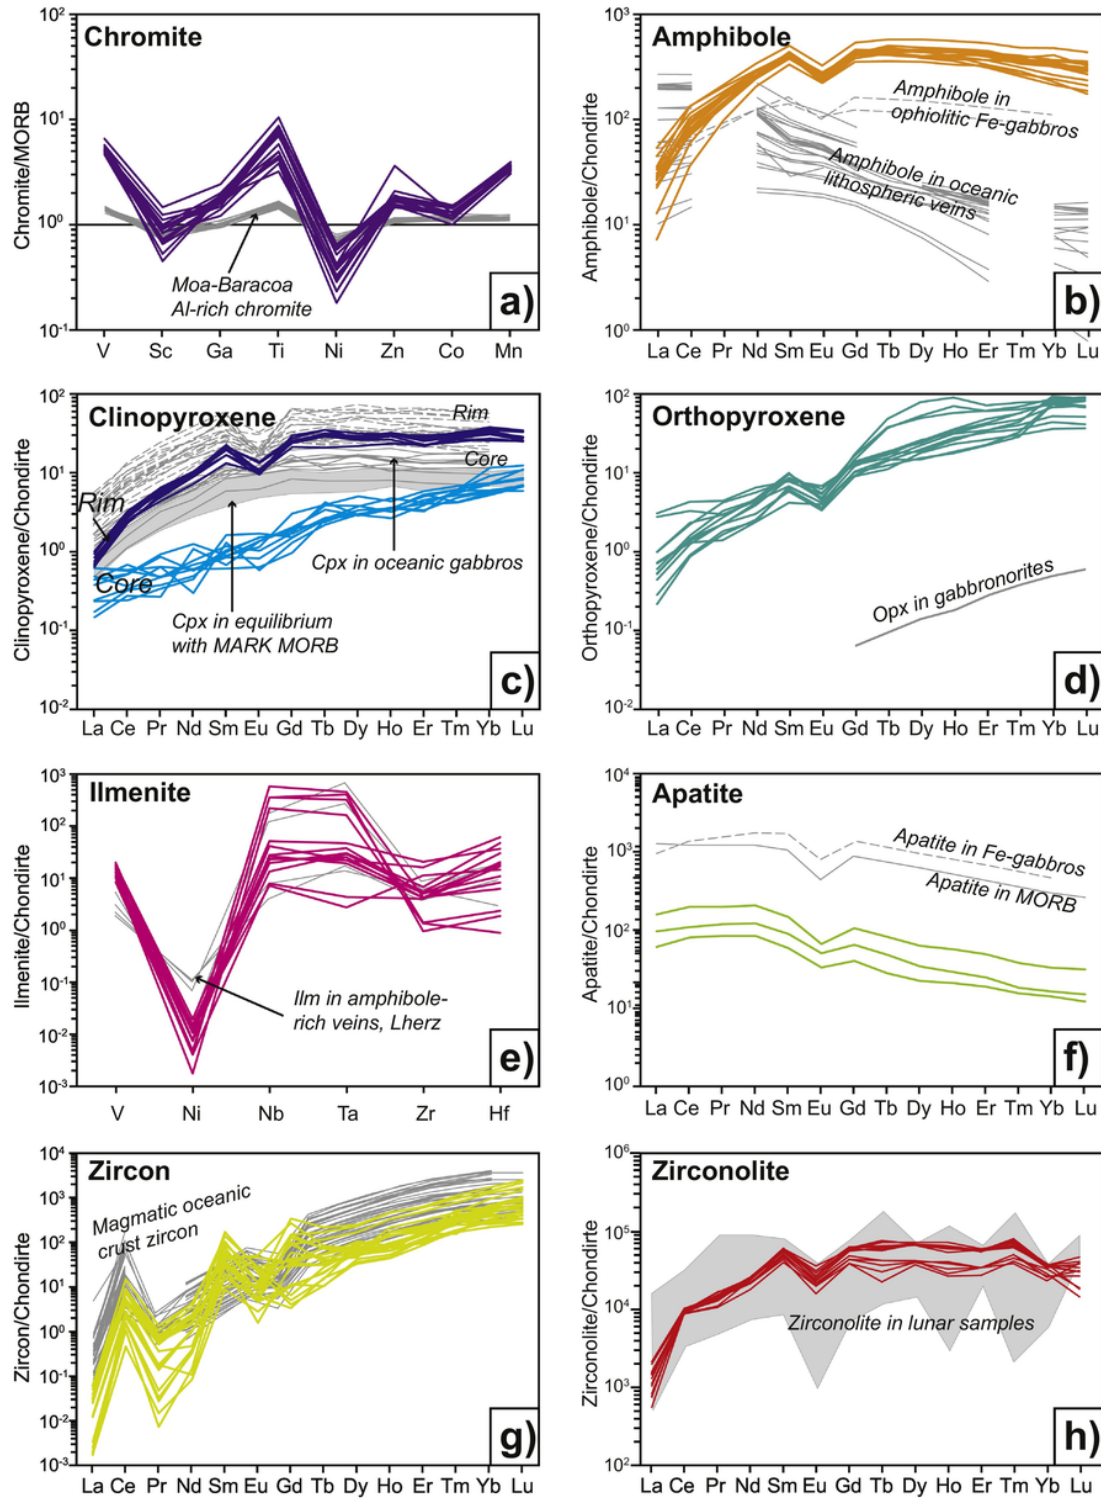 Chromite
Chromite/MORB
10²
10¹
10⁰
10⁻¹
Moa-Baracoa
Al-rich chromite
a)
V Sc Ga Ti Ni Zn Co Mn
Amphibole
Amphibole/Chondirte
10³
10²
10¹
10⁰
Amphibole in
ophiolitic Fe-gabbros
Amphibole in oceanic
lithospheric veins
b)
La Ce Pr Nd Sm Eu Gd Tb Dy Ho Er Tm Yb Lu
Clinopyroxene
Clinopyroxene/Chondirte
10²
10¹
10⁰
10⁻¹
10⁻²
Rim
Core
Rim
Core
Cpx in oceanic gabbros
Cpx in equilibrium
with MARK MORB
c)
La Ce Pr Nd Sm Eu Gd Tb Dy Ho Er Tm Yb Lu
Orthopyroxene
Orthopyroxene/Chondirte
10²
10¹
10⁰
10⁻¹
10⁻²
Opx in gabbronorites
d)
La Ce Pr Nd Sm Eu Gd Tb Dy Ho Er Tm Yb Lu
Ilmenite
Ilmenite/Chondirte
10³
10²
10¹
10⁰
10⁻¹
10⁻²
10⁻³
Ilm in amphibole-
rich veins, Lherz
e)
V Ni Nb Ta Zr Hf
Apatite
Apatite/Chondirte
10⁴
10³
10²
10¹
10⁰
Apatite in Fe-gabbros
Apatite in MORB
f)
La Ce Pr Nd Sm Eu Gd Tb Dy Ho Er Tm Yb Lu
Zircon
Zircon/Chondirte
10⁴
10³
10²
10¹
10⁰
10⁻¹
10⁻²
10⁻³
Magmatic oceanic
crust zircon
g)
La Ce Pr Nd Sm Eu Gd Tb Dy Ho Er Tm Yb Lu
Zirconolite
Zirconolite/Chondirte
10⁶
10⁵
10⁴
10³
10²
Zirconolite in lunar samples
h)
La Ce Pr Nd Sm Eu Gd Tb Dy Ho Er Tm Yb Lu